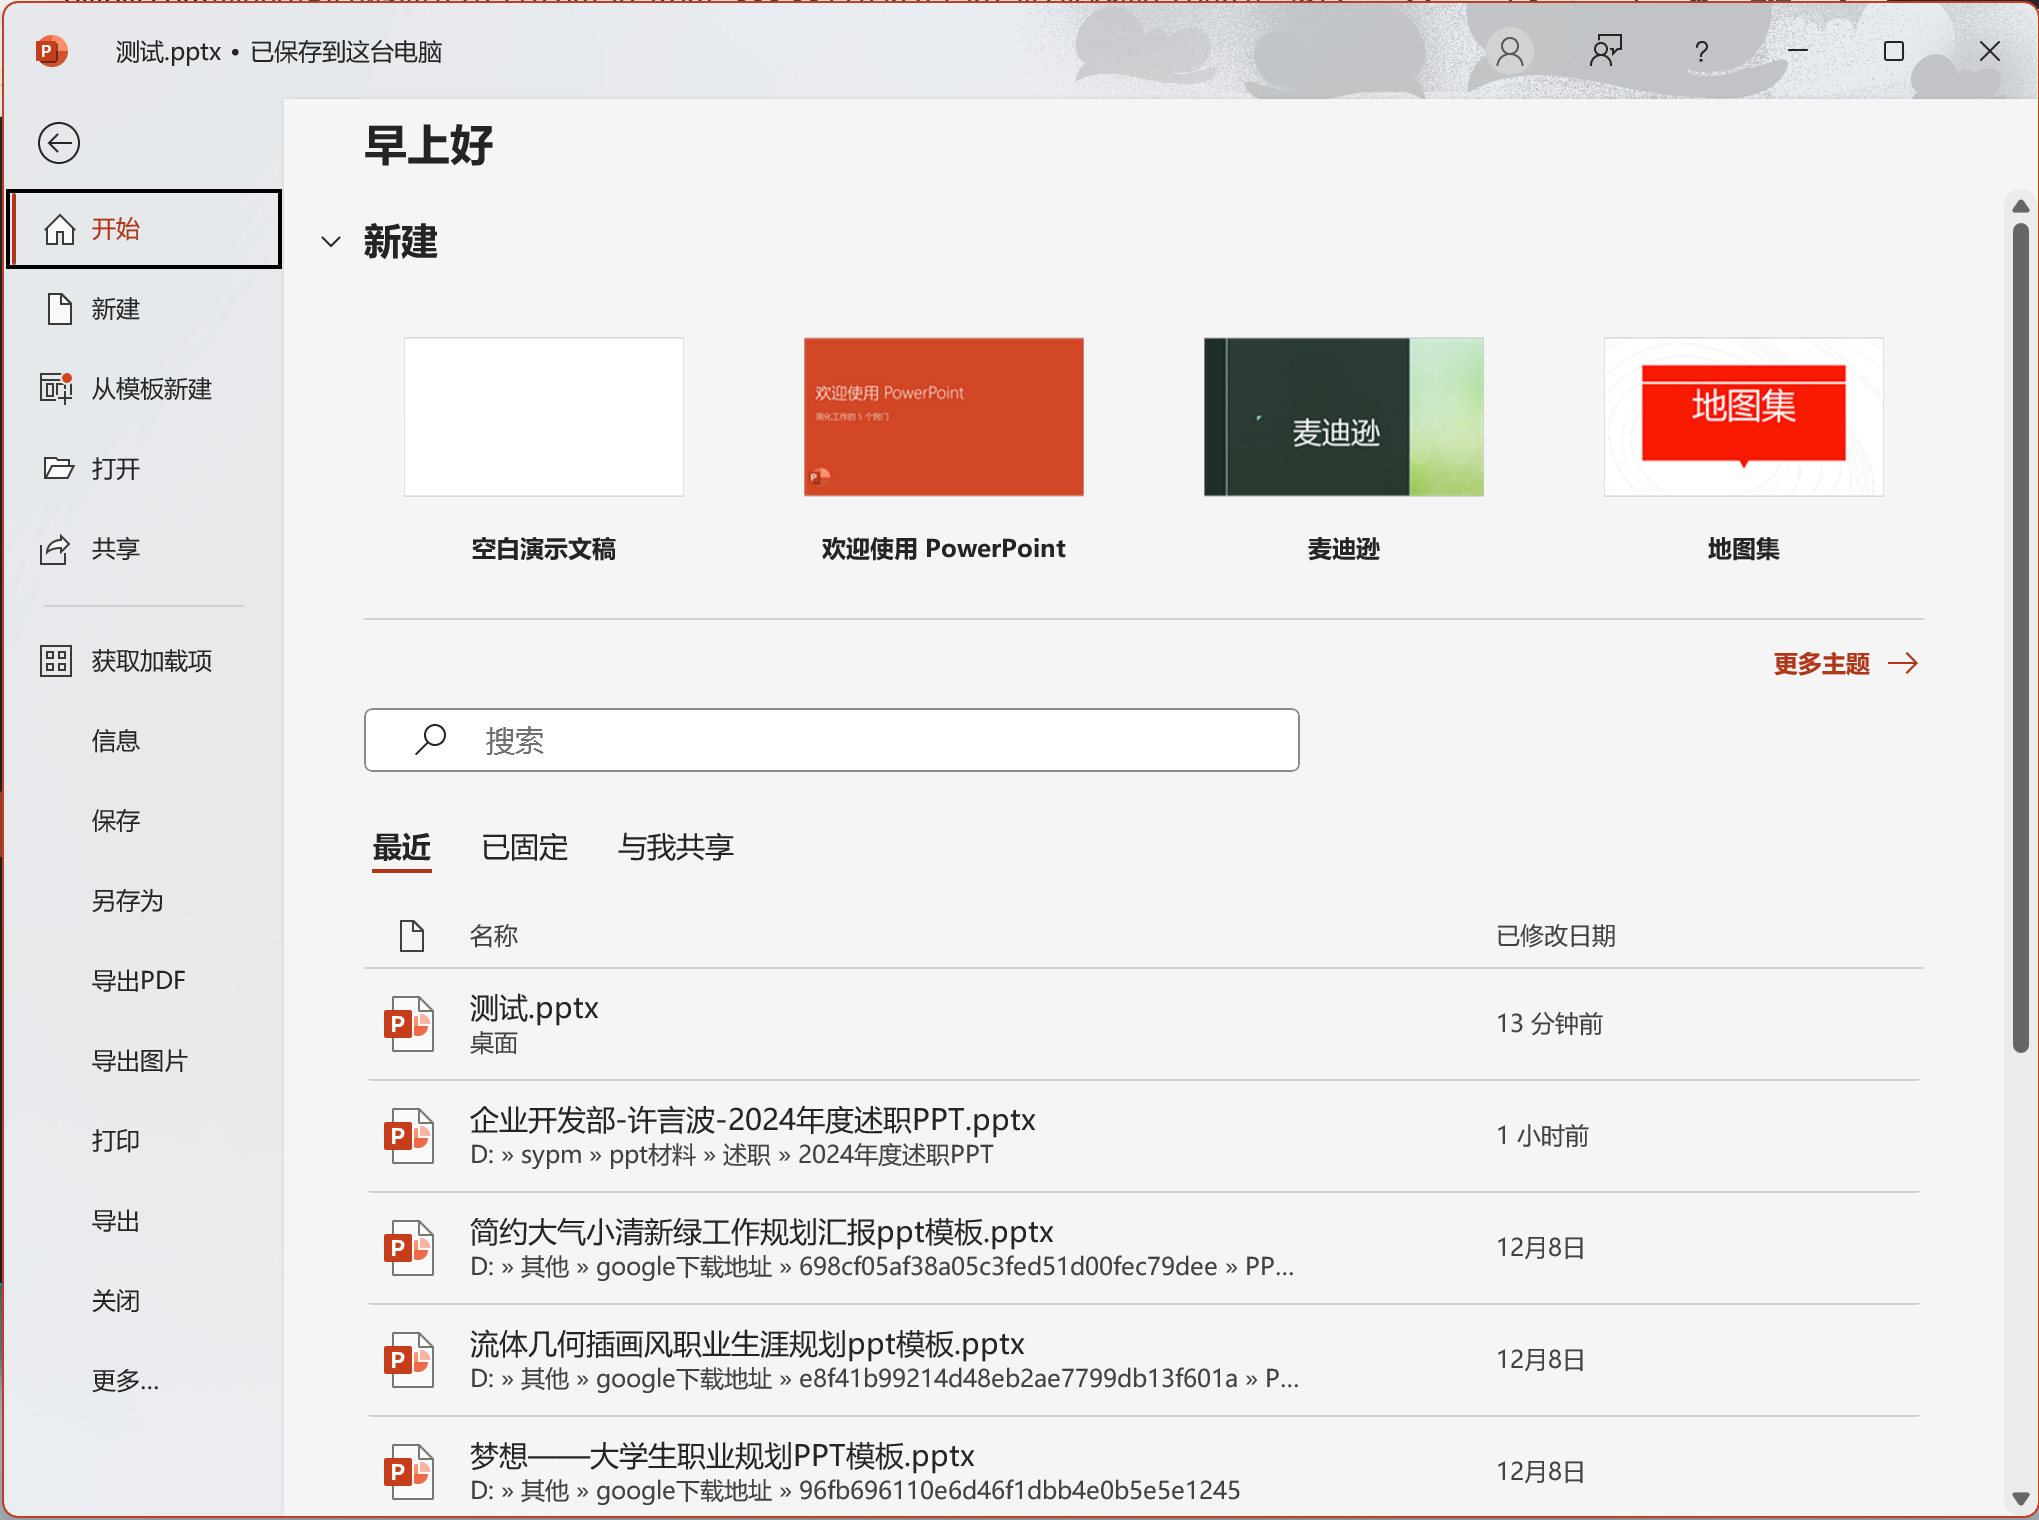 测试.pptx • 已保存到这台电脑
?
早上好
开始
新建
从模板新建
打开
共享
获取加载项
信息
保存
另存为
导出PDF
导出图片
打印
导出
关闭
更多...
新建
欢迎使用 PowerPoint
简化工作的 5 个窍门
麦迪逊
地图集
空白演示文稿
欢迎使用 PowerPoint
麦迪逊
地图集
更多主题
搜索
最近 已固定 与我共享
名称 已修改日期
测试.pptx
桌面
13 分钟前
企业开发部-许言波-2024年度述职PPT.pptx
D: » sypm » ppt材料 » 述职 » 2024年度述职PPT
1 小时前
简约大气小清新绿工作规划汇报ppt模板.pptx
D: » 其他 » google下载地址 » 698cf05af38a05c3fed51d00fec79dee » PP...
12月8日
流体几何插画风职业生涯规划ppt模板.pptx
D: » 其他 » google下载地址 » e8f41b99214d48eb2ae7799db13f601a » P...
12月8日
梦想——大学生职业规划PPT模板.pptx
D: » 其他 » google下载地址 » 96fb696110e6d46f1dbb4e0b5e5e1245
12月8日